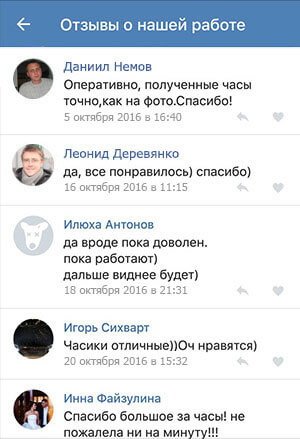 Отзывы о нашей работе
Даниил Немов
Оперативно, полученные часы
точно,как на фото.Спасибо!
5 октября 2016 в 16:40
Леонид Деревянко
да, все понравилось) спасибо)
16 октября 2016 в 11:15
Илюха Антонов
да вроде пока доволен.
пока работают)
дальше виднее будет)
18 октября 2016 в 21:31
Игорь Сихварт
Часики отличные))Оч нравятся)
20 октября 2016 в 15:32
Инна Файзулина
Спасибо большое за часы! не
пожалела ни на минуту!!!